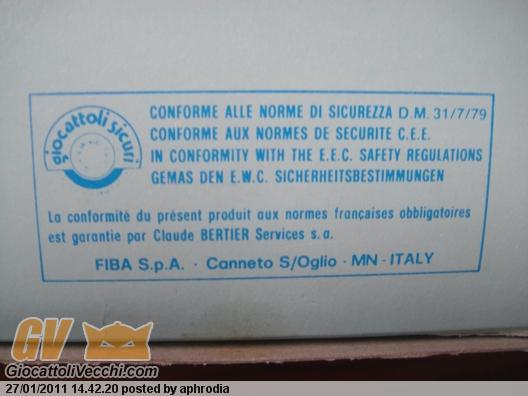 giocattoli sicuri
CONFORME ALLE NORME DI SICUREZZA D.M. 31/7/79
CONFORME AUX NORMES DE SECURITE C.E.E.
IN CONFORMITY WITH THE E.E.C. SAFETY REGULATIONS
GEMAS DEN E.W.C. SICHERHEITSBESTIMMUNGEN
La conformité du présent produit aux normes françaises obbligatoires
est garantie par Claude BERTIER Services s.a.
FIBA S.p.A. · Canneto S/Oglio · MN · ITALY
GV
GiocattoliVecchi.com
27/01/2011 14.42.20 posted by aphrodia